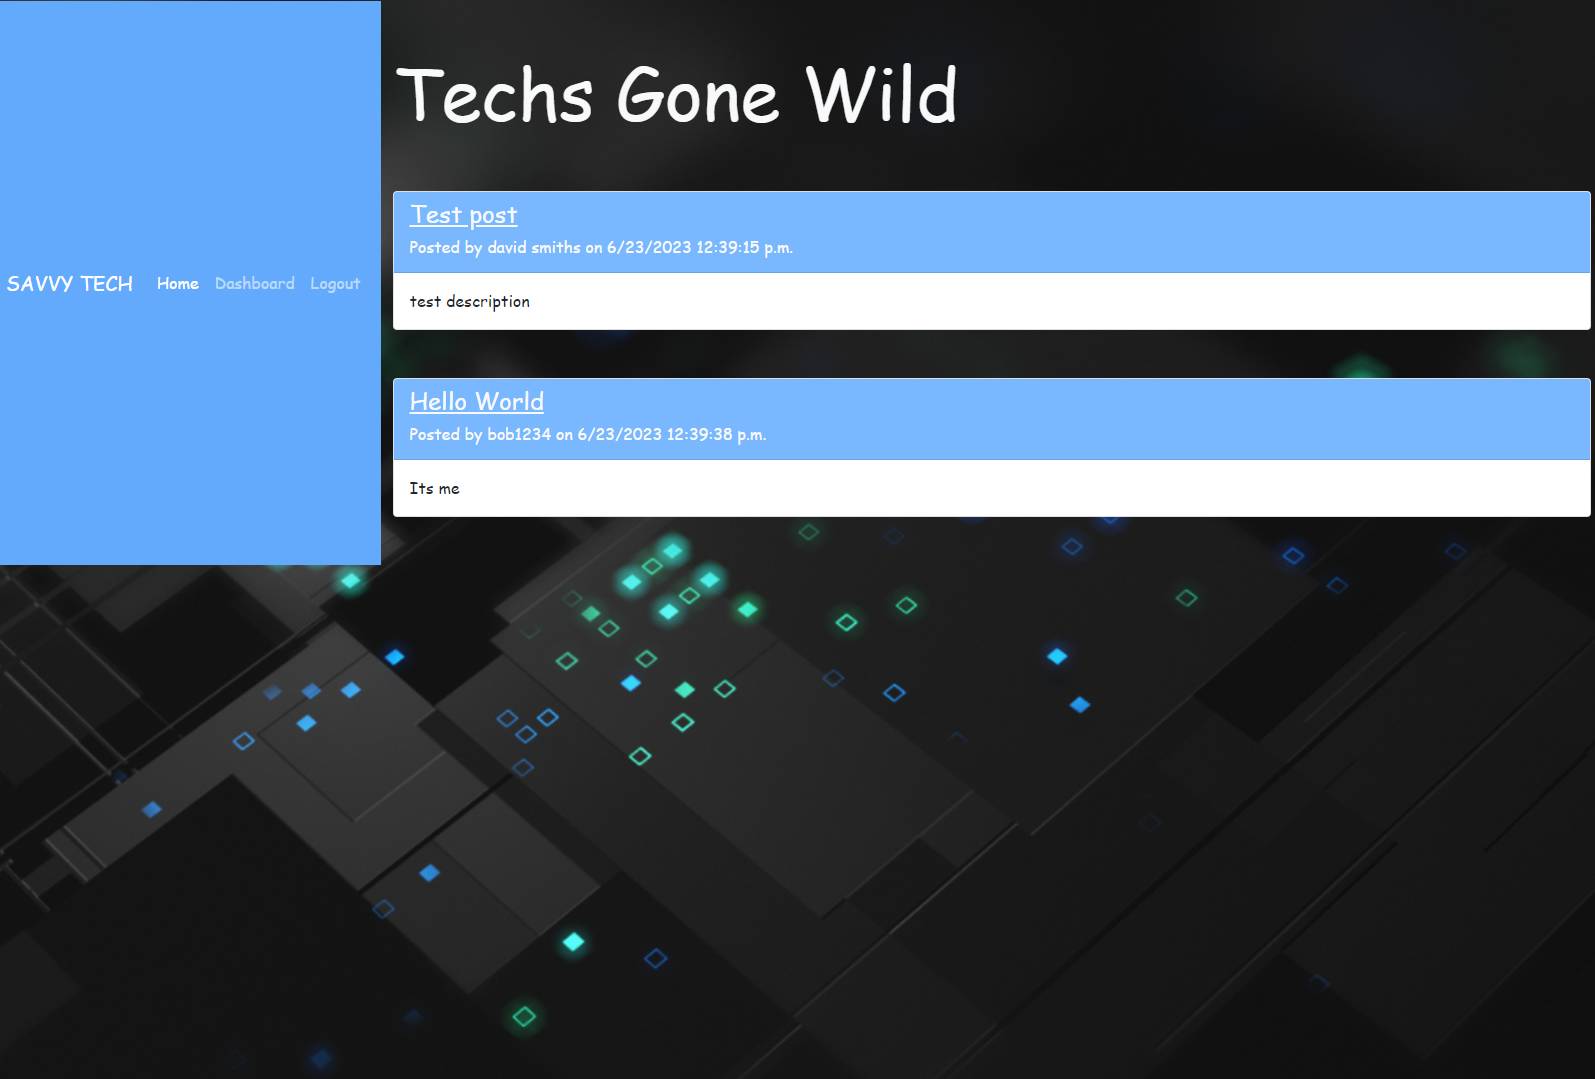 SAVVY TECH Home Dashboard Logout
Techs Gone Wild
Test post
Posted by david smiths on 6/23/2023 12:39:15 p.m.
test description
Hello World
Posted by bob1234 on 6/23/2023 12:39:38 p.m.
Its me